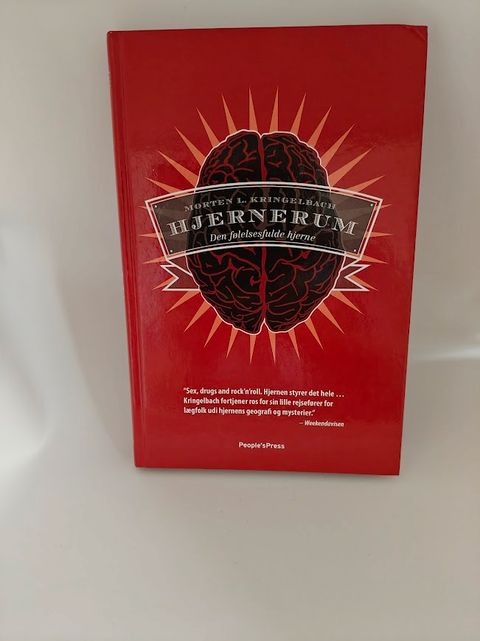 MORTEN L. KRINGELBACH
HJERNERUM
Den følelsesfulde hjerne
"Sex, drugs and rock'n'roll. Hjernen styrer det hele ...
Kringelbach fortjener ros for sin lille rejsefører for
lægfolk udi hjernens geografi og mysterier."
– Weekendavisen
People'sPress